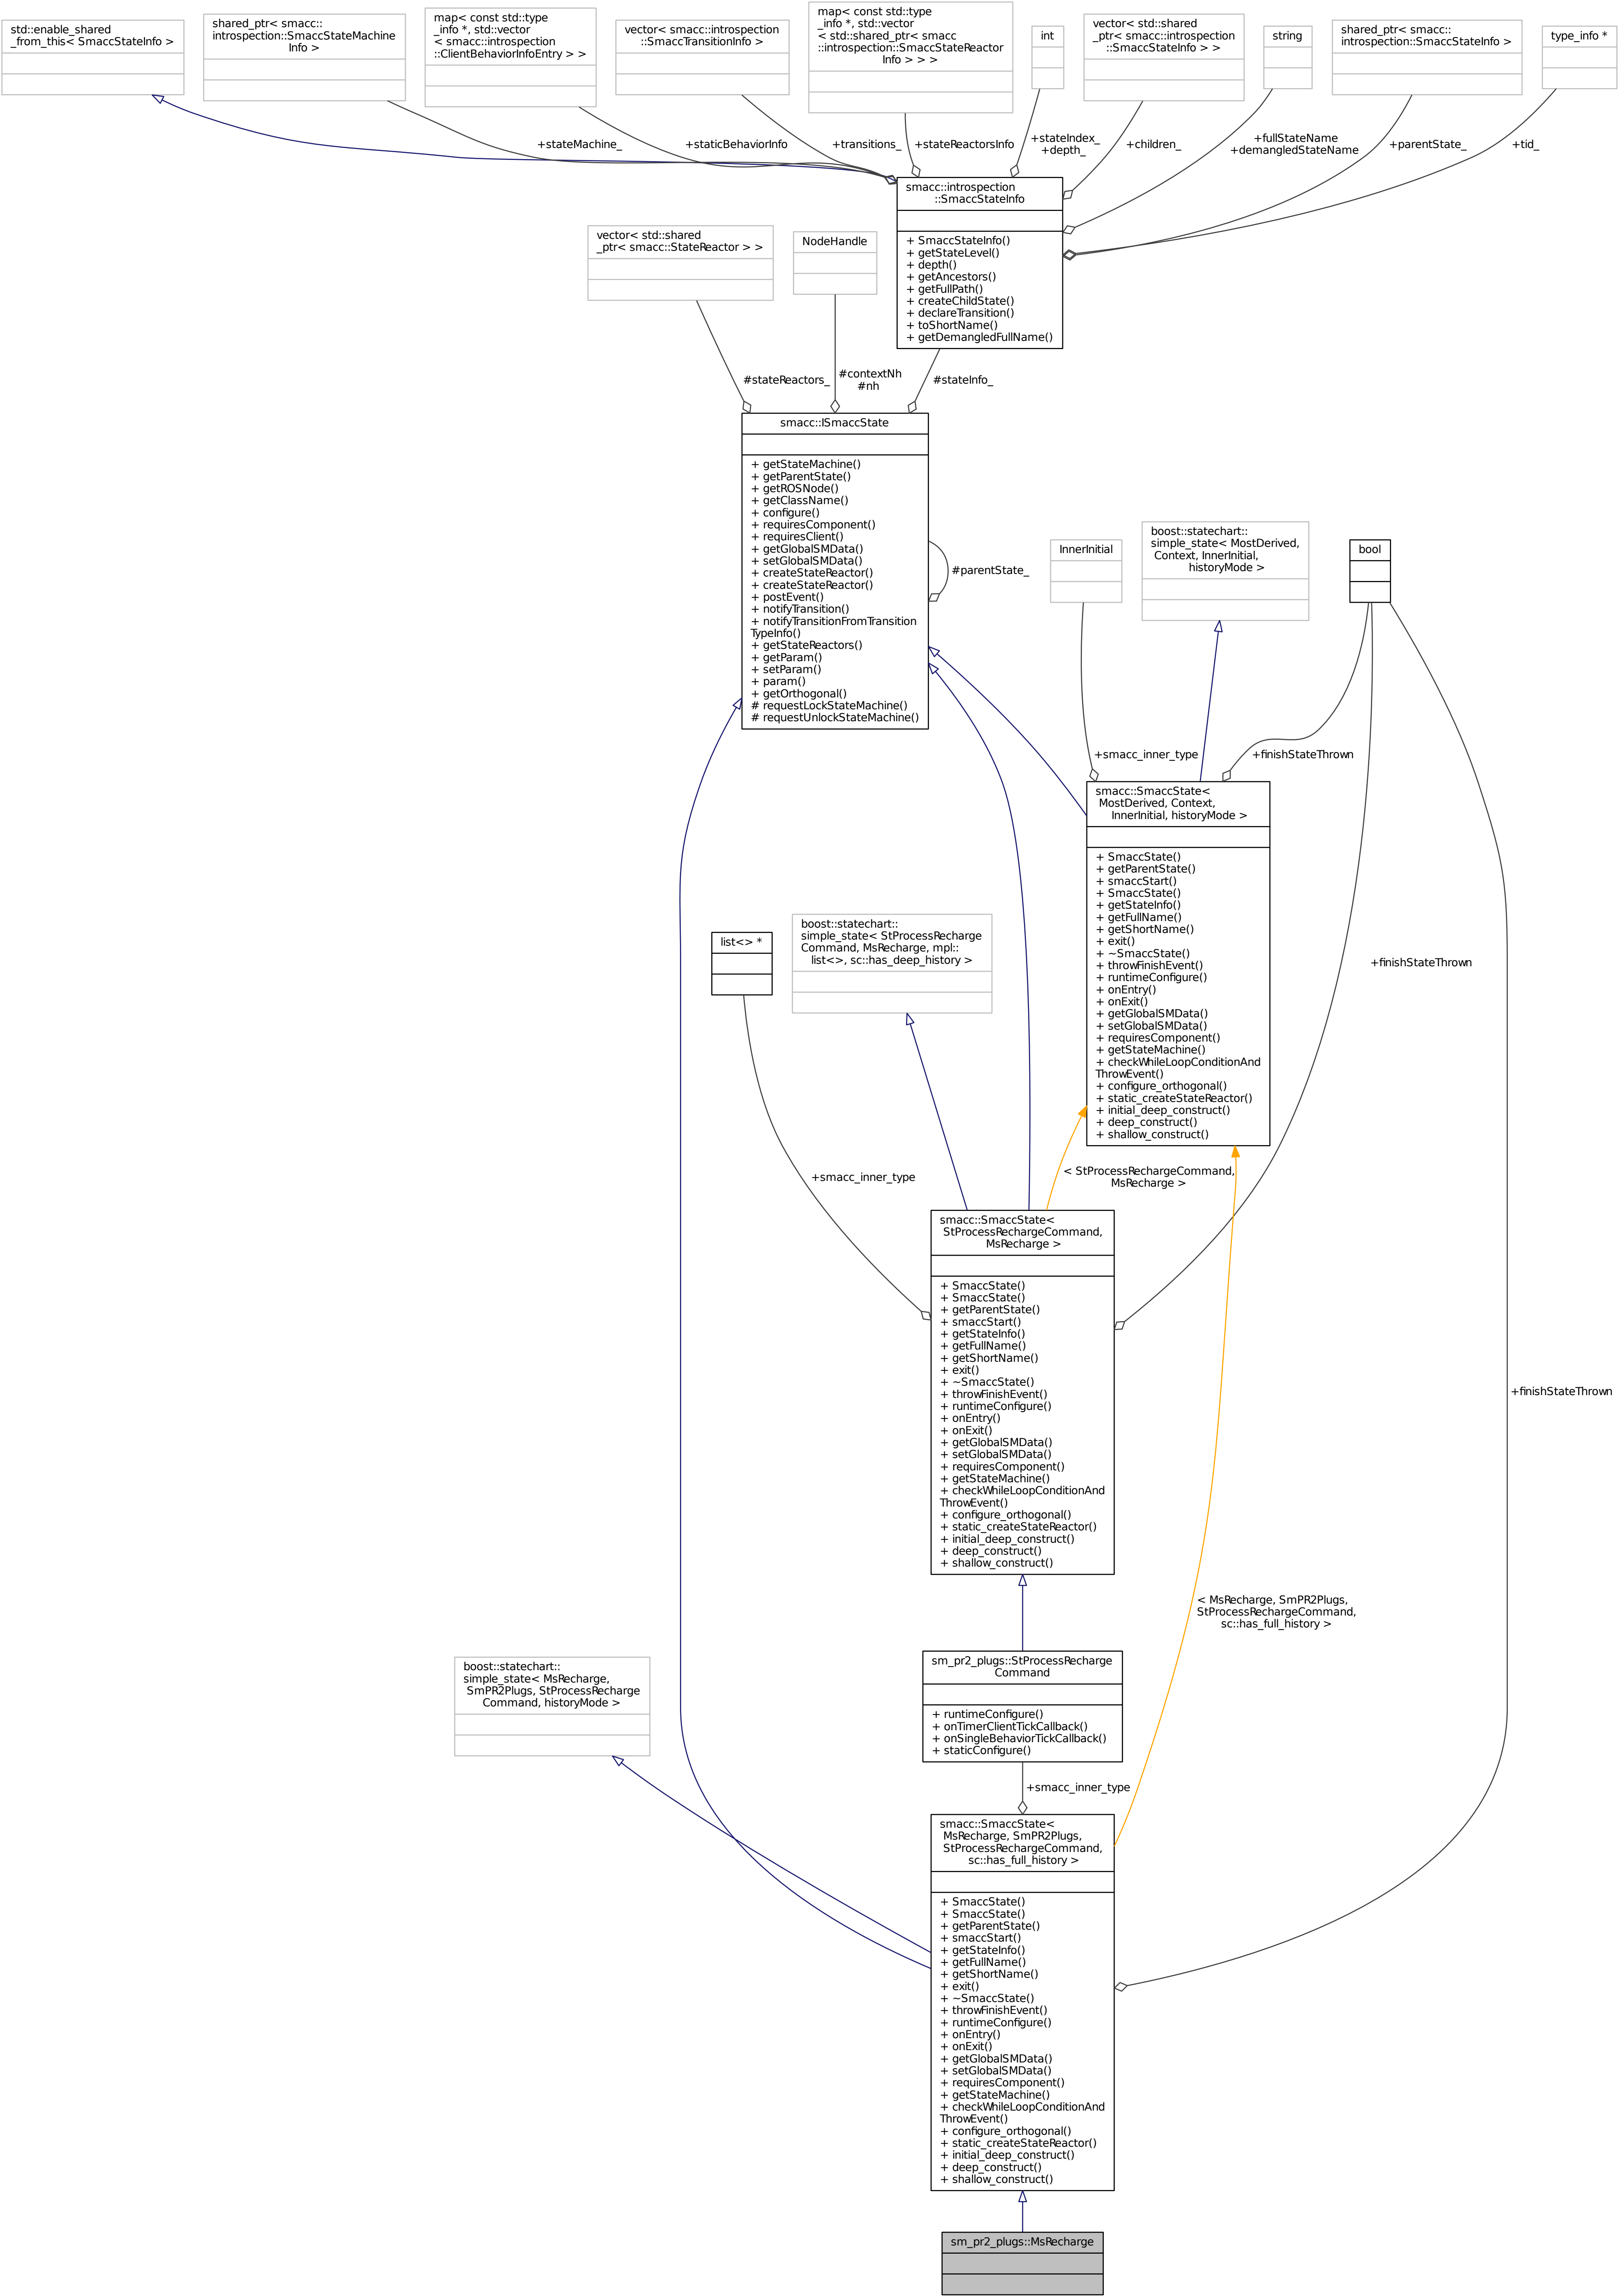 std::enable_shared
_from_this< SmaccStateInfo >
shared_ptr< smacc::
introspection::SmaccStateMachine
Info >
map< const std::type
_info *, std::vector
< smacc::introspection
::ClientBehaviorInfoEntry > >
vector< smacc::introspection
::SmaccTransitionInfo >
map< const std::type
_info *, std::vector
< std::shared_ptr< smacc
::introspection::SmaccStateReactor
Info > > >
int
vector< std::shared
_ptr< smacc::introspection
::SmaccStateInfo > >
string
shared_ptr< smacc::
introspection::SmaccStateInfo >
type_info *
+stateMachine_
+staticBehaviorInfo
+transitions_
+stateReactorsInfo
+stateIndex_
+depth_
+children_
+fullStateName
+demangledStateName
+parentState_
+tid_
smacc::introspection
::SmaccStateInfo
+ SmaccStateInfo()
+ getStateLevel()
+ depth()
+ getAncestors()
+ getFullPath()
+ createChildState()
+ declareTransition()
+ toShortName()
+ getDemangledFullName()
vector< std::shared
_ptr< smacc::StateReactor > >
NodeHandle
#stateReactors_
#contextNh
#nh
#stateInfo_
smacc::ISmaccState
+ getStateMachine()
+ getParentState()
+ getROSNode()
+ getClassName()
+ configure()
+ requiresComponent()
+ requiresClient()
+ getGlobalSMData()
+ setGlobalSMData()
+ createStateReactor()
+ createStateReactor()
+ postEvent()
+ notifyTransition()
+ notifyTransitionFromTransition
TypeInfo()
+ getStateReactors()
+ getParam()
+ setParam()
+ param()
+ getOrthogonal()
# requestLockStateMachine()
# requestUnlockStateMachine()
#parentState_
InnerInitial
boost::statechart::
simple_state< MostDerived,
Context, InnerInitial,
historyMode >
bool
+smacc_inner_type
+finishStateThrown
smacc::SmaccState<
MostDerived, Context,
InnerInitial, historyMode >
+ SmaccState()
+ getParentState()
+ smaccStart()
+ SmaccState()
+ getStateInfo()
+ getFullName()
+ getShortName()
+ exit()
+ ~SmaccState()
+ throwFinishEvent()
+ runtimeConfigure()
+ onEntry()
+ onExit()
+ getGlobalSMData()
+ setGlobalSMData()
+ requiresComponent()
+ getStateMachine()
+ checkWhileLoopConditionAnd
ThrowEvent()
+ configure_orthogonal()
+ static_createStateReactor()
+ initial_deep_construct()
+ deep_construct()
+ shallow_construct()
list<> *
boost::statechart::
simple_state< StProcessRecharge
Command, MsRecharge, mpl::
list<>, sc::has_deep_history >
+finishStateThrown
+smacc_inner_type
< StProcessRechargeCommand,
MsRecharge >
smacc::SmaccState<
StProcessRechargeCommand,
MsRecharge >
+ SmaccState()
+ SmaccState()
+ getParentState()
+ smaccStart()
+ getStateInfo()
+ getFullName()
+ getShortName()
+ exit()
+ ~SmaccState()
+ throwFinishEvent()
+ runtimeConfigure()
+ onEntry()
+ onExit()
+ getGlobalSMData()
+ setGlobalSMData()
+ requiresComponent()
+ getStateMachine()
+ checkWhileLoopConditionAnd
ThrowEvent()
+ configure_orthogonal()
+ static_createStateReactor()
+ initial_deep_construct()
+ deep_construct()
+ shallow_construct()
+finishStateThrown
< MsRecharge, SmPR2Plugs,
StProcessRechargeCommand,
sc::has_full_history >
sm_pr2_plugs::StProcessRecharge
Command
+ runtimeConfigure()
+ onTimerClientTickCallback()
+ onSingleBehaviorTickCallback()
+ staticConfigure()
boost::statechart::
simple_state< MsRecharge,
SmPR2Plugs, StProcessRecharge
Command, historyMode >
+smacc_inner_type
smacc::SmaccState<
MsRecharge, SmPR2Plugs,
StProcessRechargeCommand,
sc::has_full_history >
+ SmaccState()
+ SmaccState()
+ getParentState()
+ smaccStart()
+ getStateInfo()
+ getFullName()
+ getShortName()
+ exit()
+ ~SmaccState()
+ throwFinishEvent()
+ runtimeConfigure()
+ onEntry()
+ onExit()
+ getGlobalSMData()
+ setGlobalSMData()
+ requiresComponent()
+ getStateMachine()
+ checkWhileLoopConditionAnd
ThrowEvent()
+ configure_orthogonal()
+ static_createStateReactor()
+ initial_deep_construct()
+ deep_construct()
+ shallow_construct()
sm_pr2_plugs::MsRecharge